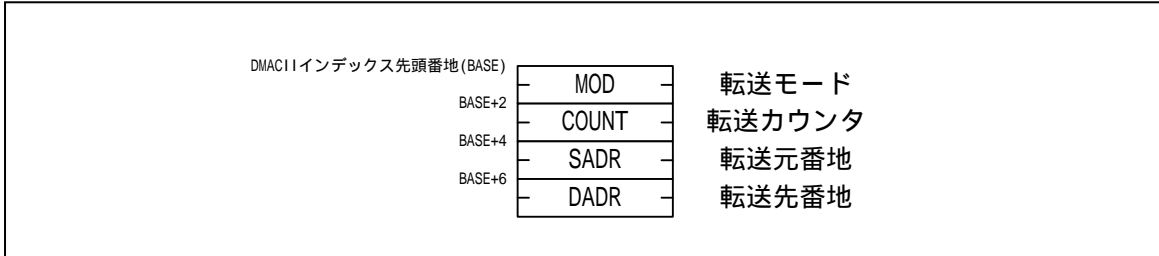 DMACIIインデックス先頭番地(BASE)
MOD 転送モード
BASE+2
COUNT 転送カウンタ
BASE+4
SADR 転送元番地
BASE+6
DADR 転送先番地